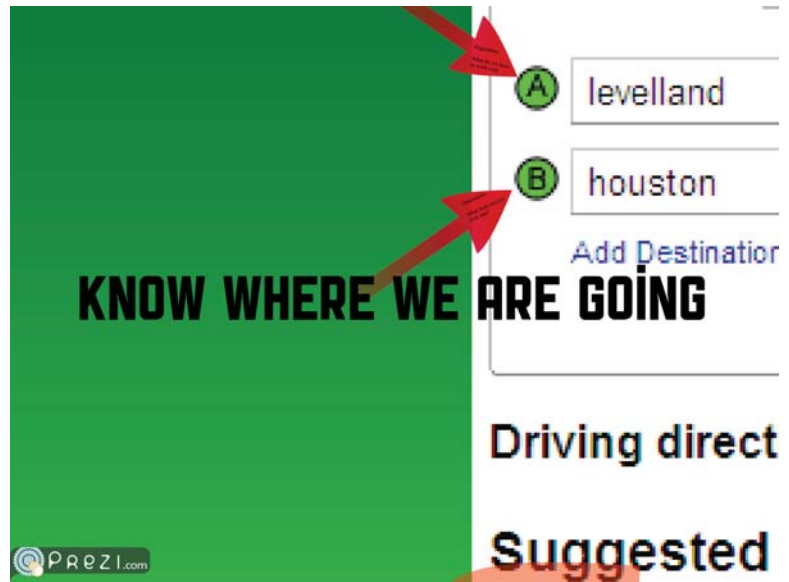 A
levelland
B
houston
Add Destination
KNOW WHERE WE ARE GOING
Driving direct
Suggested
PREZI.com